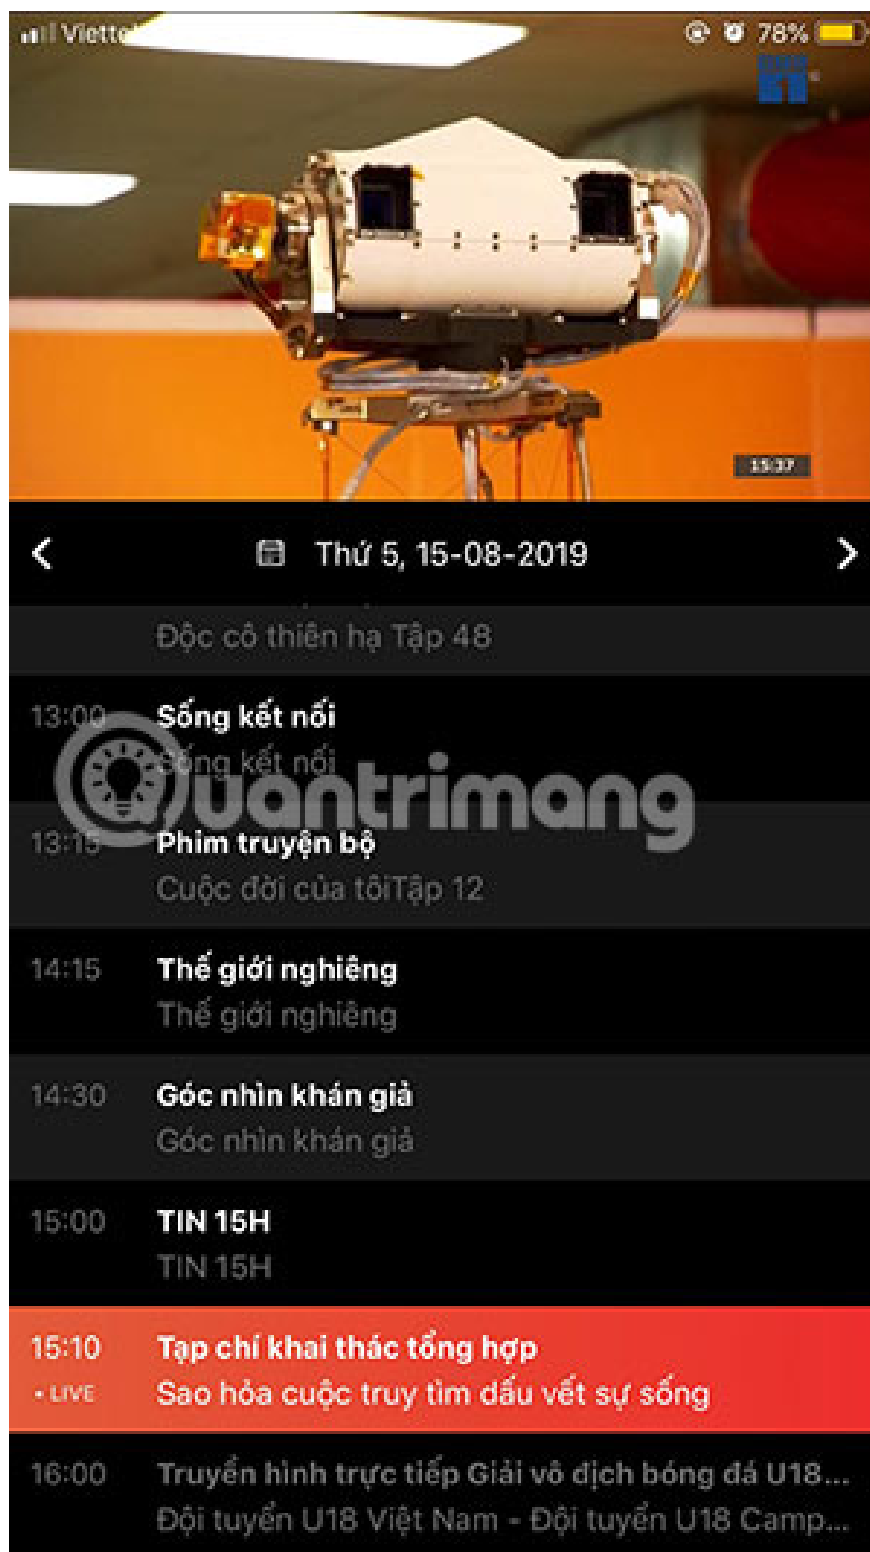 78%
15:37
Thứ 5, 15-08-2019
Độc cô thiên hạ Tập 48
13:00 Sống kết nối
Sống kết nối
Quantrimang
13:15 Phim truyện bộ
Cuộc đời của tôiTập 12
14:15 Thế giới nghiêng
Thế giới nghiêng
14:30 Góc nhìn khán giả
Góc nhìn khán giả
15:00 TIN 15H
TIN 15H
15:10 Tạp chí khai thác tổng hợp
• LIVE Sao hỏa cuộc truy tìm dấu vết sự sống
16:00 Truyền hình trực tiếp Giải vô địch bóng đá U18...
Đội tuyển U18 Việt Nam - Đội tuyển U18 Camp...